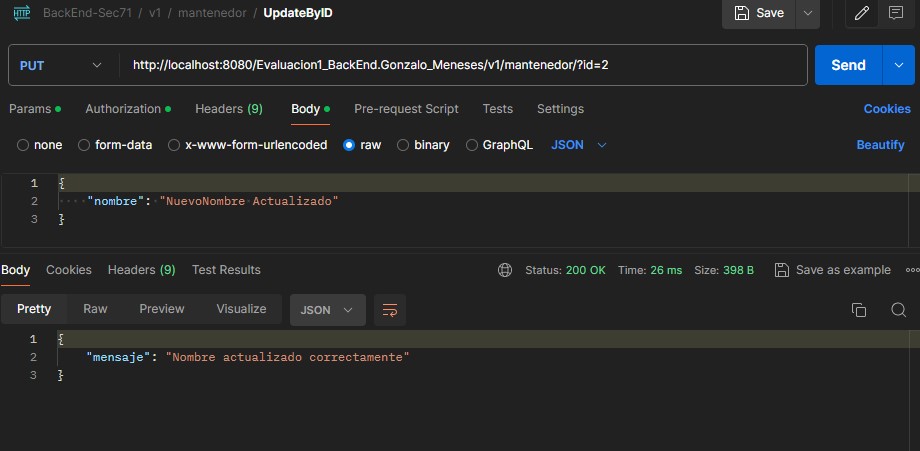 HTTP BackEnd-Sec71 / v1 / mantenedor / UpdateByID Save
PUT http://localhost:8080/Evaluacion1_BackEnd.Gonzalo_Meneses/v1/mantenedor/?id=2 Send
Params Authorization Headers (9) Body Pre-request Script Tests Settings Cookies
none form-data x-www-form-urlencoded raw binary GraphQL JSON Beautify
1 {
2 "nombre": "NuevoNombre Actualizado"
3 }
Body Cookies Headers (9) Test Results Status: 200 OK Time: 26 ms Size: 398 B Save as example
Pretty Raw Preview Visualize JSON
1 {
2 "mensaje": "Nombre actualizado correctamente"
3 }